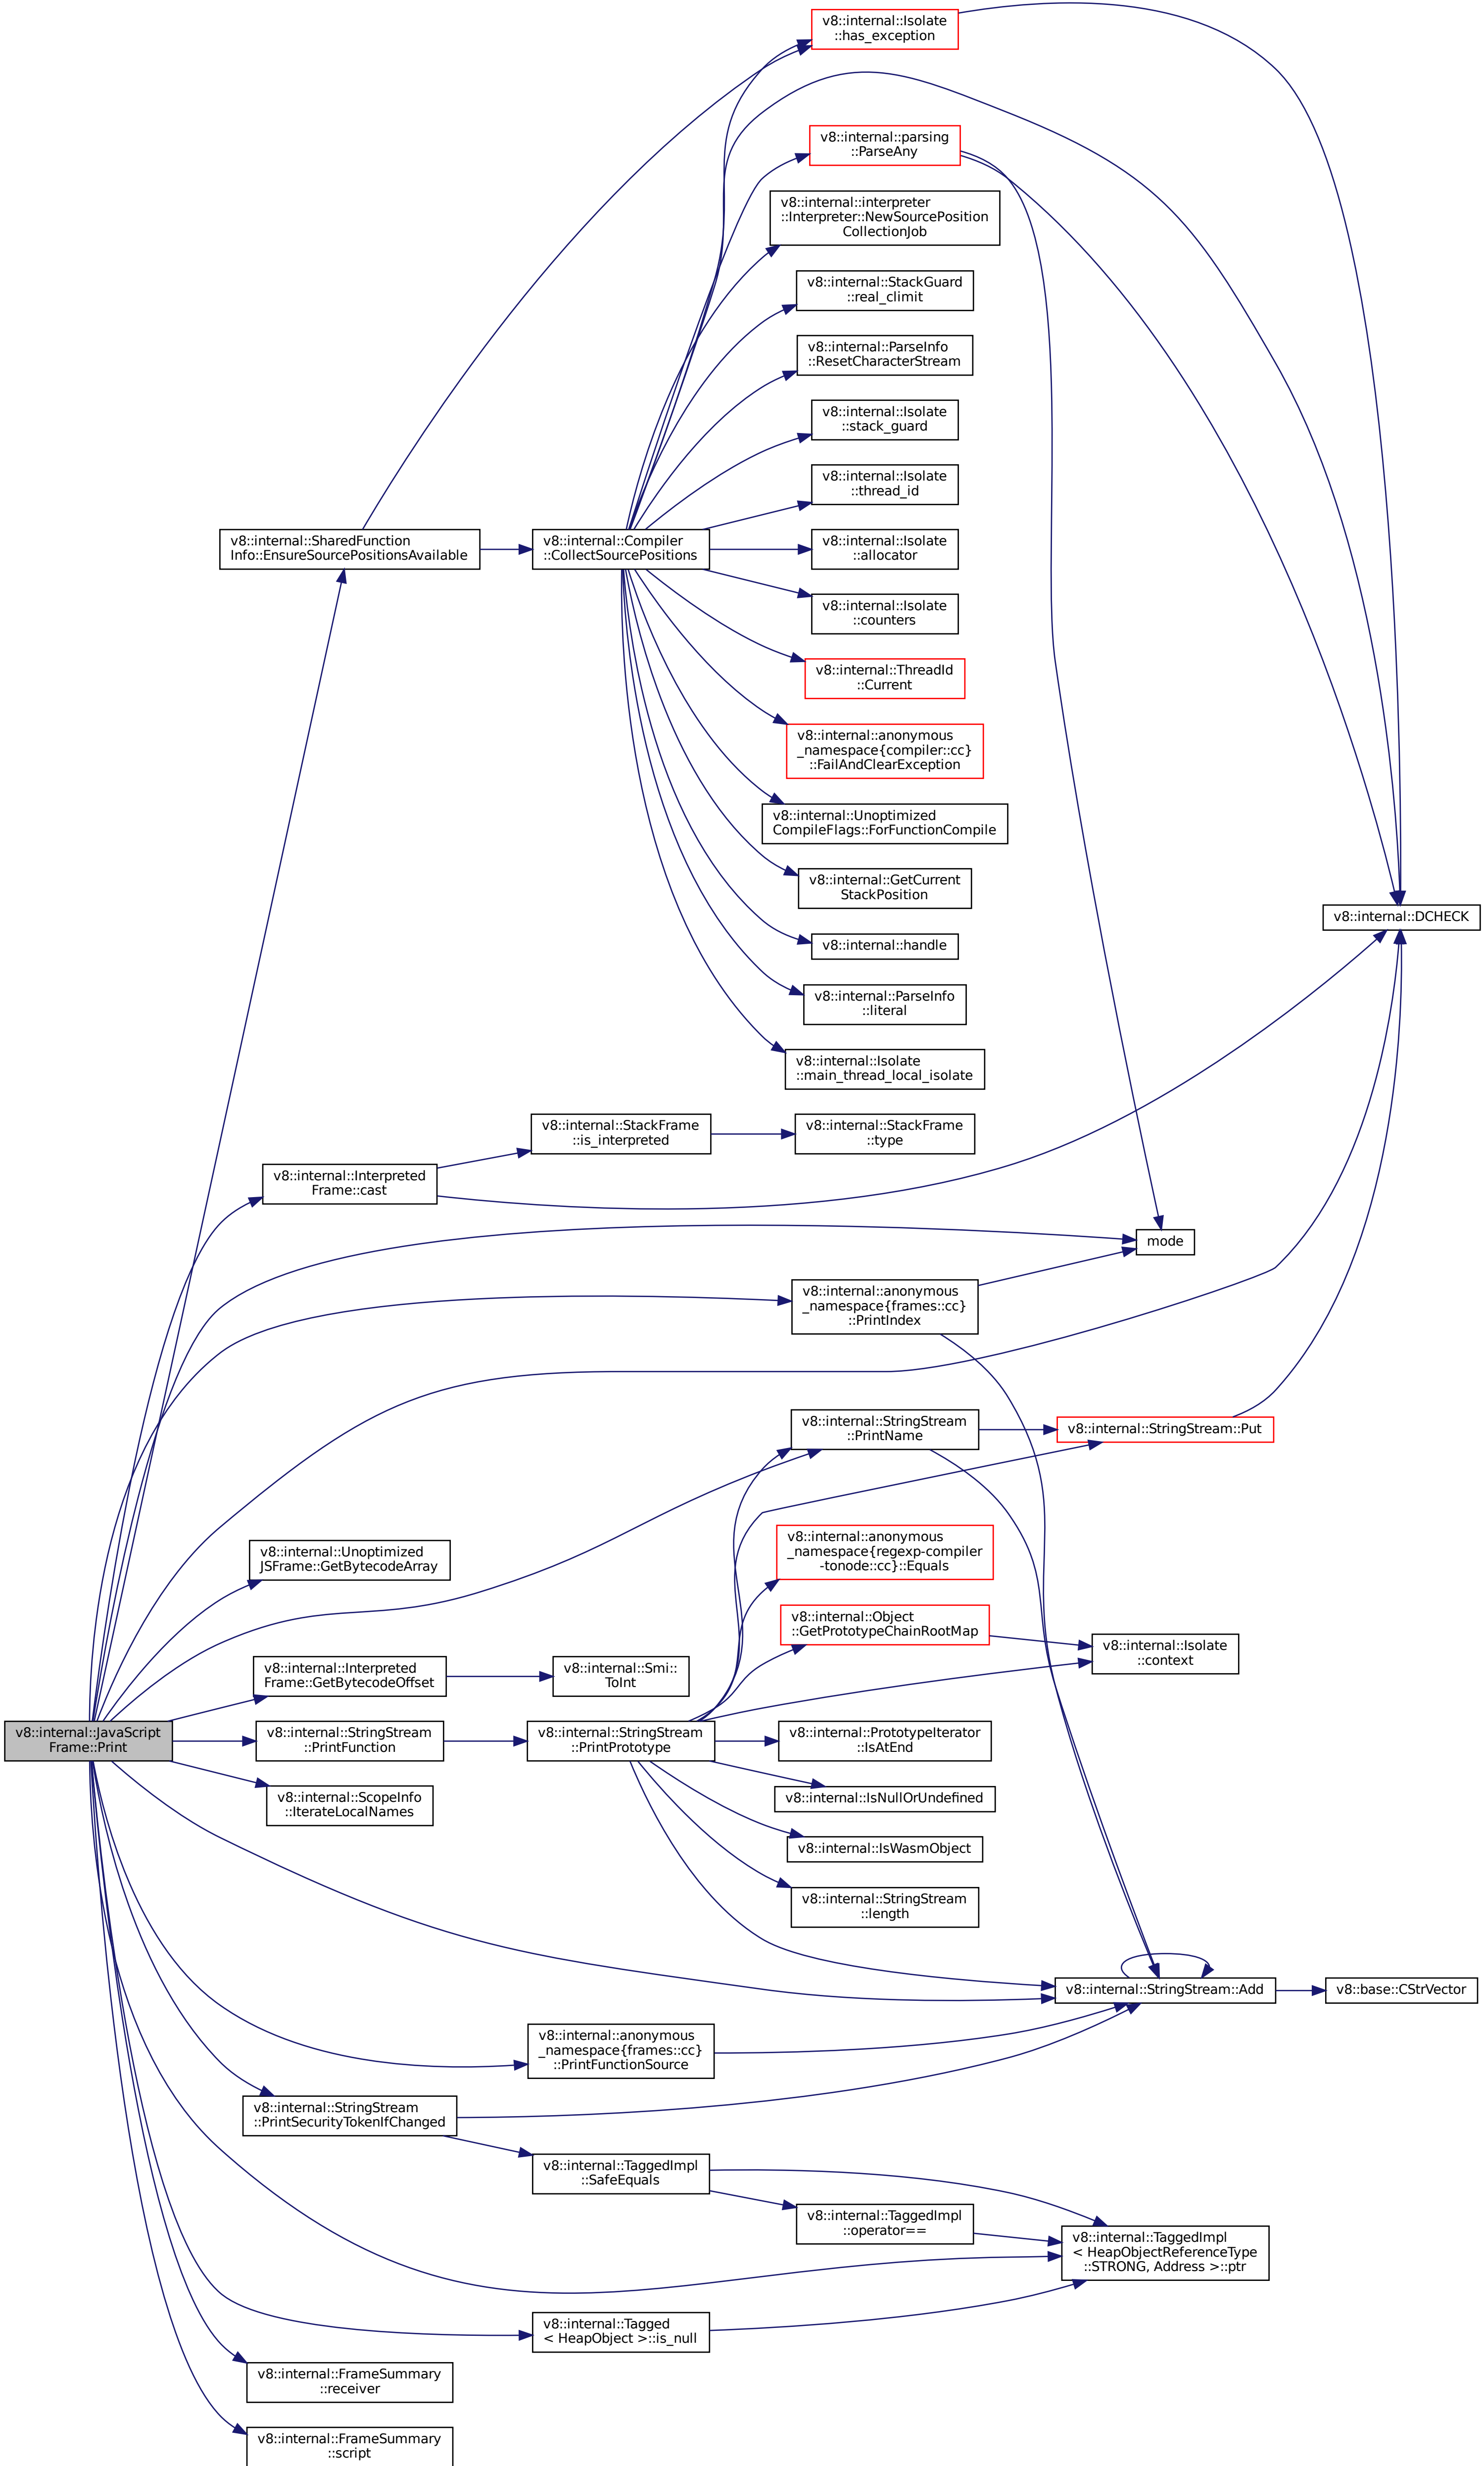 v8::internal::Isolate
::has_exception
v8::internal::parsing
::ParseAny
v8::internal::interpreter
::Interpreter::NewSourcePosition
CollectionJob
v8::internal::StackGuard
::real_climit
v8::internal::ParseInfo
::ResetCharacterStream
v8::internal::Isolate
::stack_guard
v8::internal::Isolate
::thread_id
v8::internal::SharedFunction
Info::EnsureSourcePositionsAvailable
v8::internal::Compiler
::CollectSourcePositions
v8::internal::Isolate
::allocator
v8::internal::Isolate
::counters
v8::internal::ThreadId
::Current
v8::internal::anonymous
_namespace{compiler::cc}
::FailAndClearException
v8::internal::Unoptimized
CompileFlags::ForFunctionCompile
v8::internal::GetCurrent
StackPosition
v8::internal::DCHECK
v8::internal::handle
v8::internal::ParseInfo
::literal
v8::internal::Isolate
::main_thread_local_isolate
v8::internal::StackFrame
::is_interpreted
v8::internal::StackFrame
::type
v8::internal::Interpreted
Frame::cast
mode
v8::internal::anonymous
_namespace{frames::cc}
::PrintIndex
v8::internal::StringStream
::PrintName
v8::internal::StringStream::Put
v8::internal::Unoptimized
JSFrame::GetBytecodeArray
v8::internal::anonymous
_namespace{regexp-compiler
-tonode::cc}::Equals
v8::internal::Object
::GetPrototypeChainRootMap
v8::internal::Isolate
::context
v8::internal::Interpreted
Frame::GetBytecodeOffset
v8::internal::Smi::
ToInt
v8::internal::JavaScript
Frame::Print
v8::internal::StringStream
::PrintFunction
v8::internal::StringStream
::PrintPrototype
v8::internal::PrototypeIterator
::IsAtEnd
v8::internal::ScopeInfo
::IterateLocalNames
v8::internal::IsNullOrUndefined
v8::internal::IsWasmObject
v8::internal::StringStream
::length
v8::internal::StringStream::Add
v8::base::CStrVector
v8::internal::anonymous
_namespace{frames::cc}
::PrintFunctionSource
v8::internal::StringStream
::PrintSecurityTokenIfChanged
v8::internal::TaggedImpl
::SafeEquals
v8::internal::TaggedImpl
::operator==
v8::internal::TaggedImpl
< HeapObjectReferenceType
::STRONG, Address >::ptr
v8::internal::Tagged
< HeapObject >::is_null
v8::internal::FrameSummary
::receiver
v8::internal::FrameSummary
::script